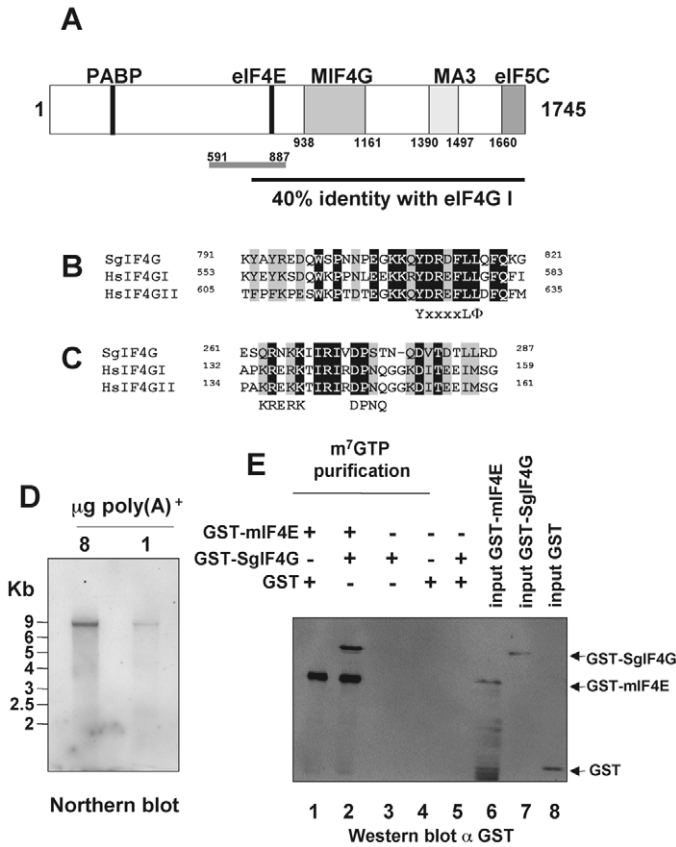 A
PABP eIF4E MIF4G MA3 eIF5C
1 1745
938 1161 1390 1497 1660
591 887
40% identity with eIF4G I
B
SgIF4G 791 KYAYREDQWSPNNPEGKKQYDRDFLLQFQKG 821
HsIF4GI 553 KYEYKSDQWKPPNLEEKKRYDREFLLGFQFI 583
HsIF4GII 605 TFPFKPESWKPTDTEGKKRYDREFLLDFQFM 635
YxxxxLΦ
C
SgIF4G 261 ESQRNKKIIRIVDPSTN-QDVTDTLLRD 287
HsIF4GI 132 APKRERKTIRIRDPNQGGKDITEEIMSG 159
HsIF4GII 134 PAKREKKTIRIRDPNQGGKDITEEIMSG 161
KRERK DPNQ
D
μg poly(A)+
8 1
Kb
9
6
5
4
3
2.5
2
Northern blot
E
m7GTP
purification
GST-mIF4E + + - - -
GST-SgIF4G - + + - +
GST + - - + +
input GST-mIF4E
input GST-SgIF4G
input GST
GST-SgIF4G
GST-mIF4E
GST
1 2 3 4 5 6 7 8
Western blot α GST